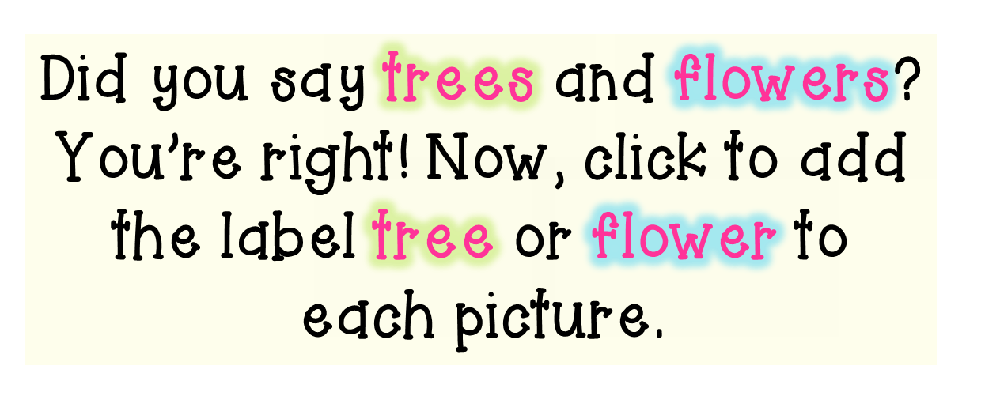 Did you say trees and flowers?
You're right! Now, click to add
the label tree or flower to
each picture.